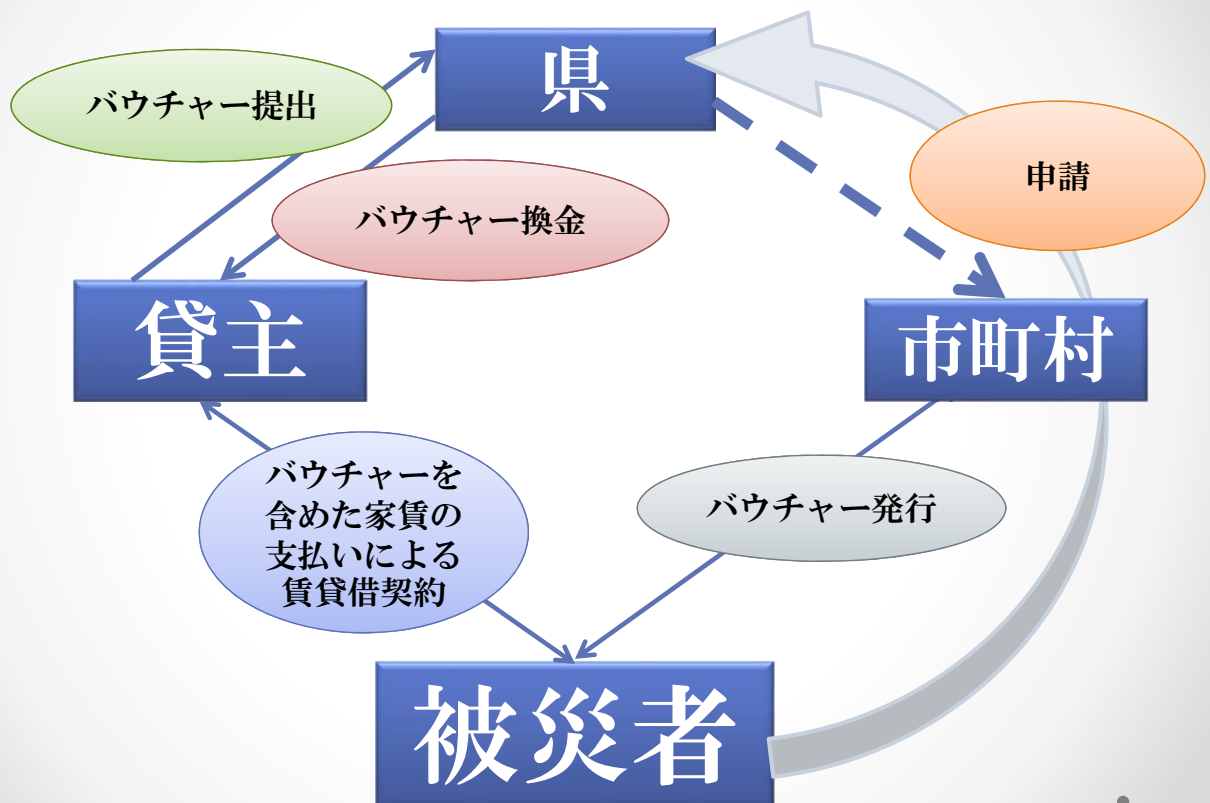 県
バウチャー提出
申請
バウチャー換金
貸主
市町村
バウチャーを
含めた家賃の
支払いによる
賃貸借契約
バウチャー発行
被災者